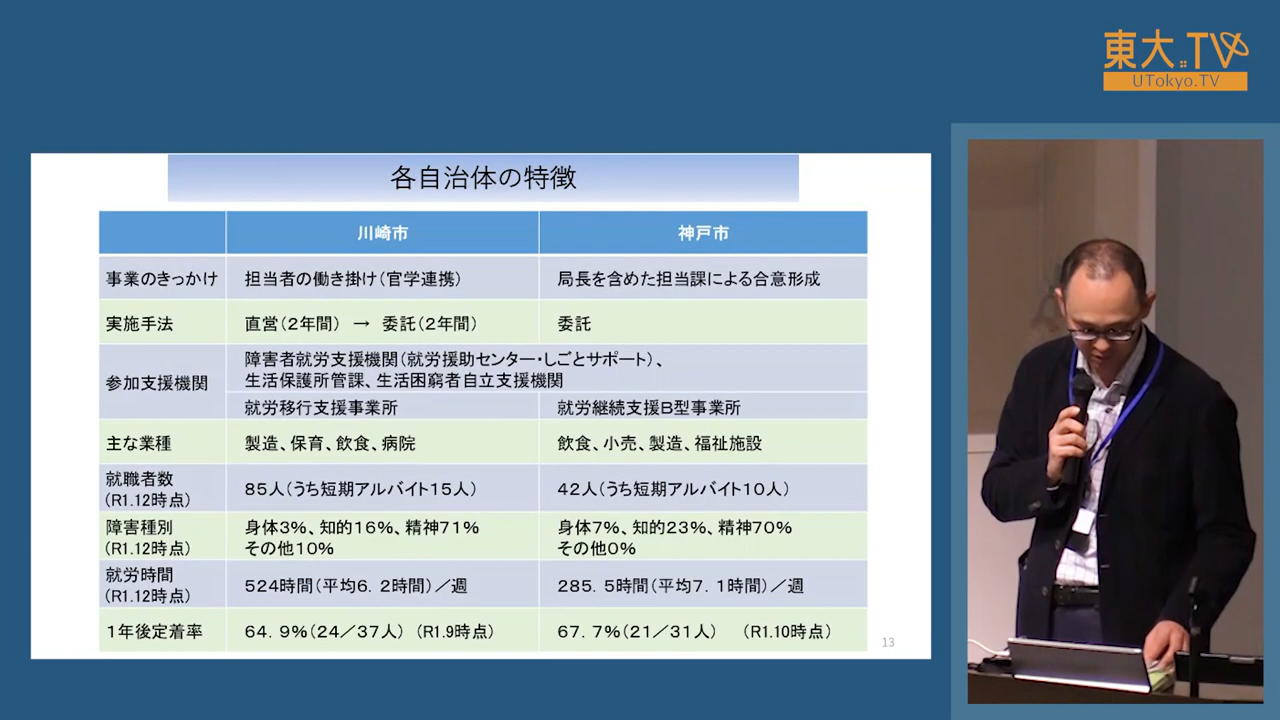 東大.TV
UTokyo.TV
各自治体の特徴
川崎市
神戸市
事業のきっかけ
担当者の働き掛け(官学連携)
局長を含めた担当課による合意形成
実施手法
直営(2年間) → 委託(2年間)
委託
参加支援機関
障害者就労支援機関(就労援助センター・しごとサポート)、
生活保護所管課、生活困窮者自立支援機関
就労移行支援事業所
就労継続支援B型事業所
主な業種
製造、保育、飲食、病院
飲食、小売、製造、福祉施設
就職者数
(R1.12時点)
85人(うち短期アルバイト15人)
42人(うち短期アルバイト10人)
障害種別
(R1.12時点)
身体3%、知的16%、精神71%
その他10%
身体7%、知的23%、精神70%
その他0%
就労時間
(R1.12時点)
524時間(平均6.2時間)/週
285.5時間(平均7.1時間)/週
1年後定着率
64.9%(24/37人) (R1.9時点)
67.7%(21/31人) (R1.10時点)
13